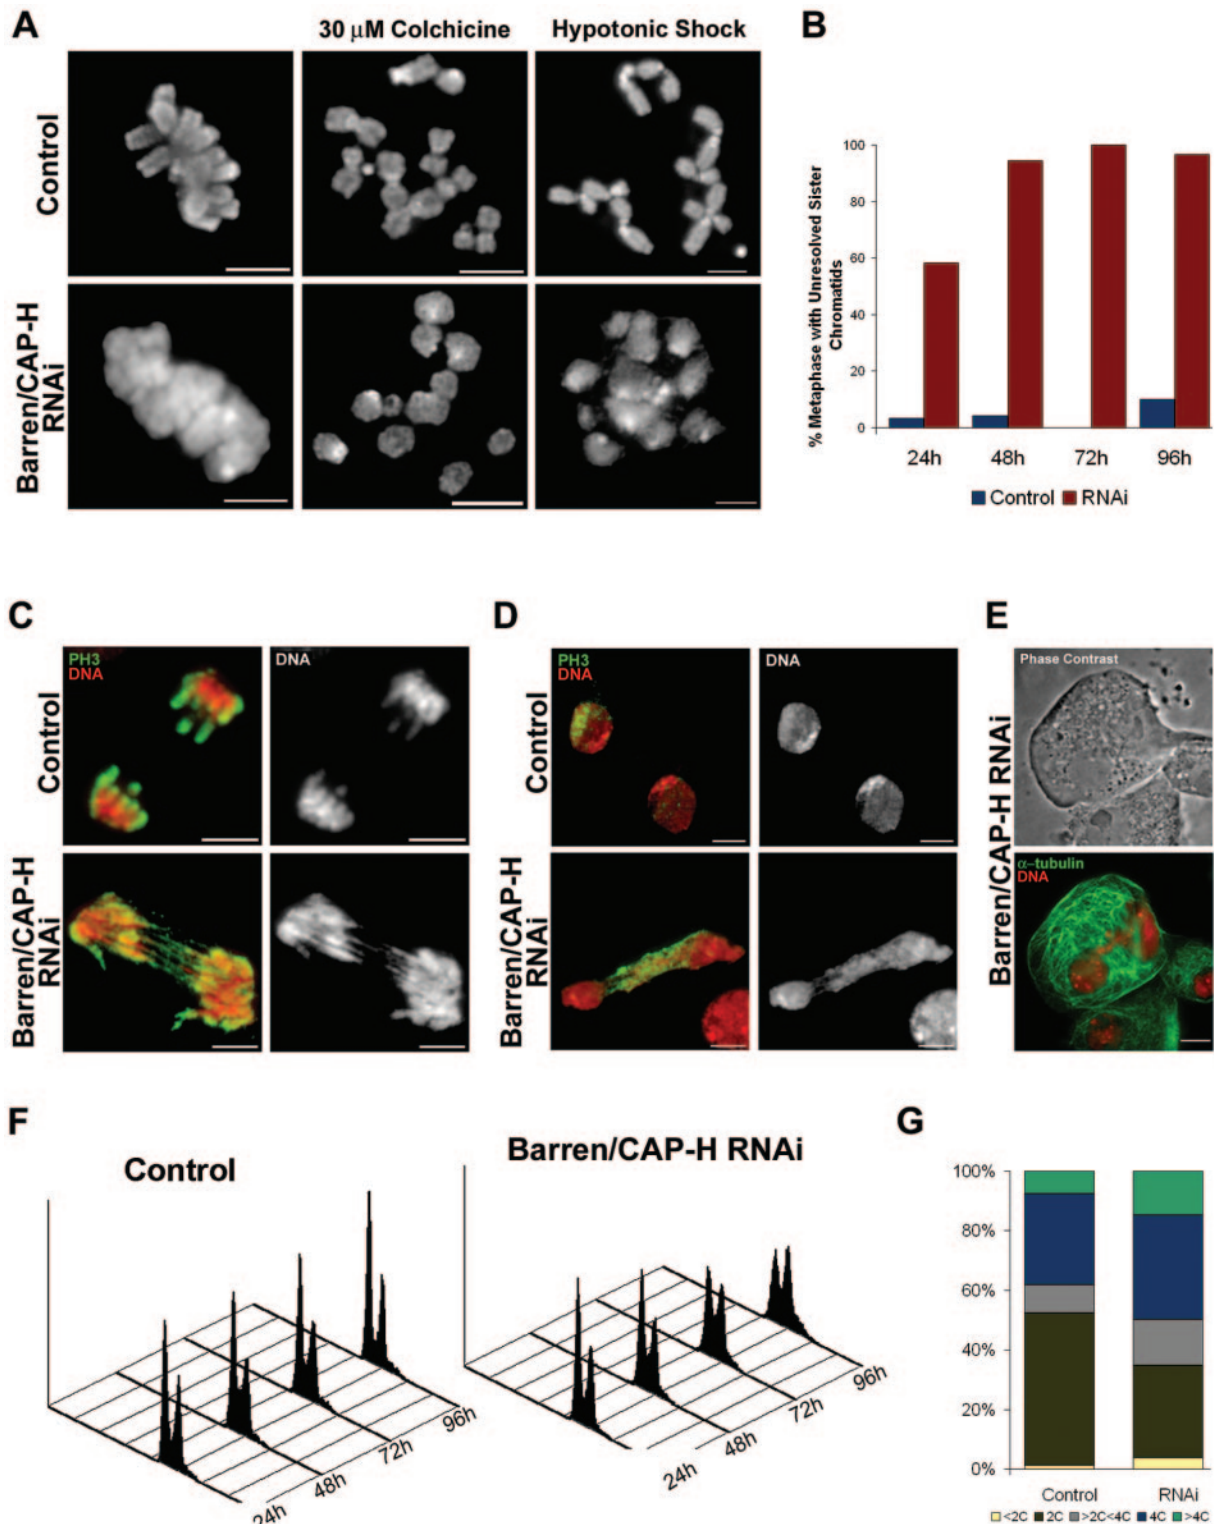 A
30 μM Colchicine
Hypotonic Shock
Control
Barren/CAP-H
RNAi
B
% Metaphase with Unresolved Sister
Chromatids
100
80
60
40
20
0
24h
48h
72h
96h
Control
RNAi
C
Control
PH3
DNA
DNA
Barren/CAP-H
RNAi
D
Control
PH3
DNA
DNA
Barren/CAP-H
RNAi
E
Barren/CAP-H RNAi
Phase Contrast
α-tubulin
DNA
F
Control
24h
48h
72h
96h
Barren/CAP-H RNAi
24h
48h
72h
96h
G
100%
80%
60%
40%
20%
0%
Control
RNAi
<2C
2C
>2C<4C
4C
>4C